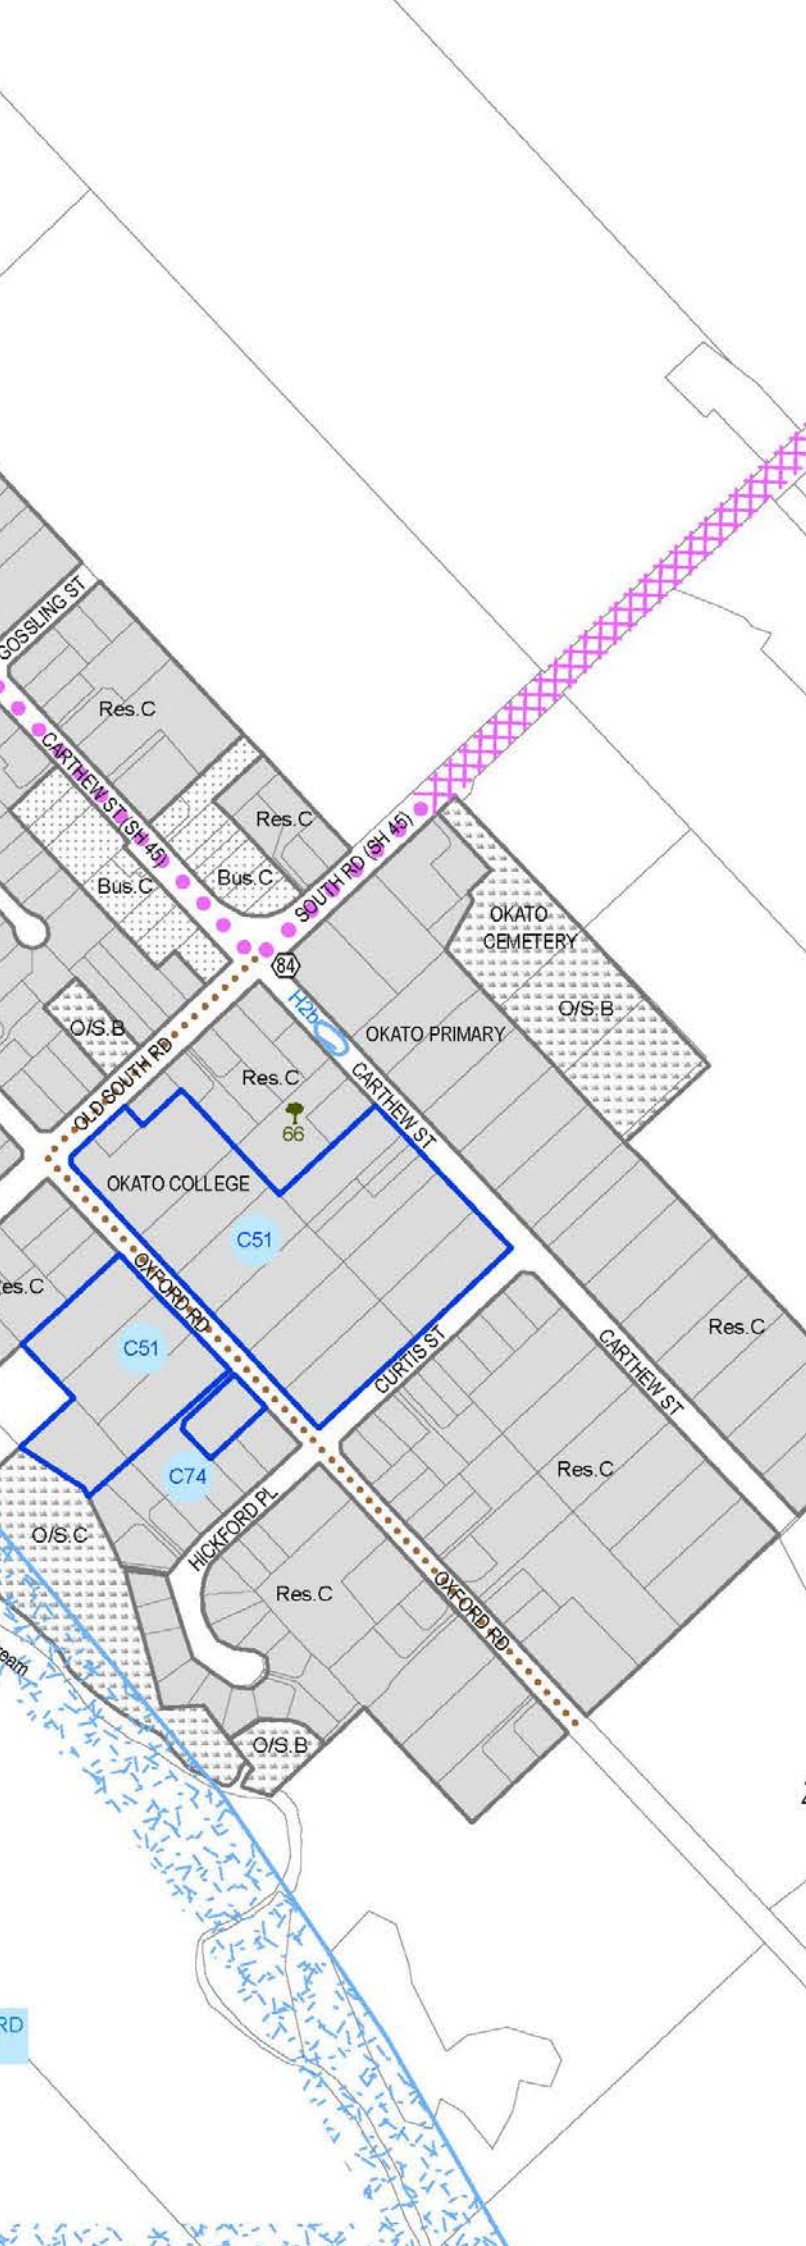 GOSSLING ST
Res.C
CARTHEW ST (SH 45)
Res.C
SOUTH RD (SH 45)
Bus.C
Bus.C
OKATO
CEMETERY
84
H2b
O/S.B
O/S.B
OKATO PRIMARY
OLD SOUTH RD
Res.C
CARTHEW ST
66
OKATO COLLEGE
C51
OXFORD RD
es.C
C51
CURTIS ST
Res.C
CARTHEW ST
C74
Res.C
HICKFORD PL
O/S.C
Res.C
OXFORD RD
eam
O/S.B
RD